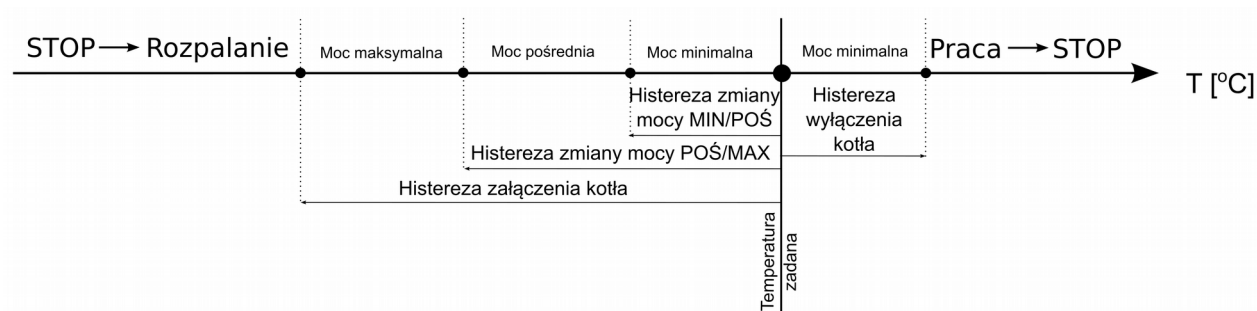 STOP → Rozpalanie
Moc maksymalna
Moc pośrednia
Moc minimalna
Moc minimalna
Praca → STOP
T [°C]
Histereza zmiany
mocy MIN/POŚ
Histereza
wyłączenia
kotła
Histereza zmiany mocy POŚ/MAX
Histereza załączenia kotła
Temperatura
zadana